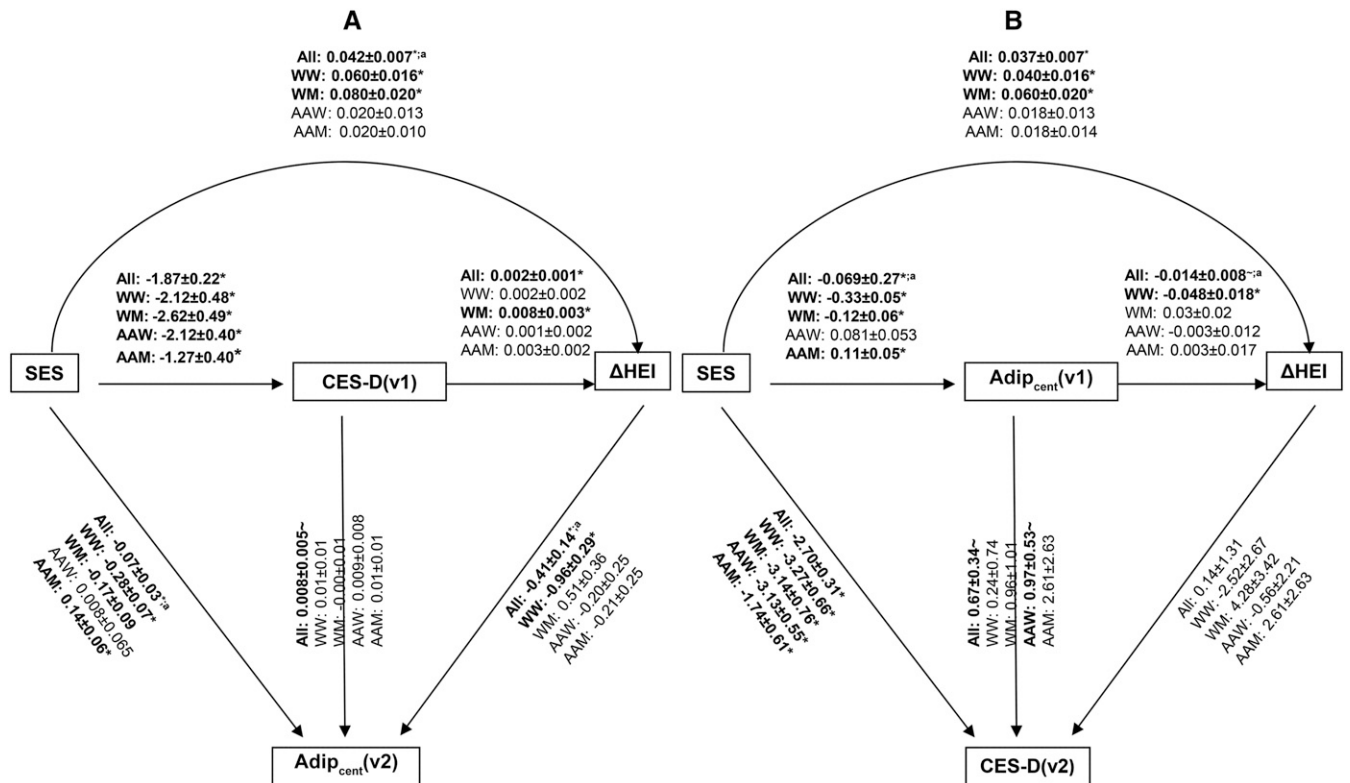 A
All: 0.042±0.007*;a
WW: 0.060±0.016*
WM: 0.080±0.020*
AAW: 0.020±0.013
AAM: 0.020±0.010
All: -1.87±0.22*
WW: -2.12±0.48*
WM: -2.62±0.49*
AAW: -2.12±0.40*
AAM: -1.27±0.40*
All: 0.002±0.001*
WW: 0.002±0.002
WM: 0.008±0.003*
AAW: 0.001±0.002
AAM: 0.003±0.002
SES
CES-D(v1)
ΔHEI
All: -0.07±0.03*;a
WW: -0.28±0.07*
WM: -0.17±0.09
AAW: 0.008±0.065
AAM: 0.14±0.06*
All: 0.008±0.005~
WW: 0.01±0.01
WM: -0.00±0.01
AAW: 0.009±0.008
AAM: 0.01±0.01
All: -0.41±0.14*;a
WW: -0.96±0.29*
WM: 0.51±0.36
AAW: -0.20±0.25
AAM: -0.21±0.25
Adipcent(v2)
B
All: 0.037±0.007*
WW: 0.040±0.016*
WM: 0.060±0.020*
AAW: 0.018±0.013
AAM: 0.018±0.014
All: -0.069±0.27*;a
WW: -0.33±0.05*
WM: -0.12±0.06*
AAW: 0.081±0.053
AAM: 0.11±0.05*
All: -0.014±0.008~;a
WW: -0.048±0.018*
WM: 0.03±0.02
AAW: -0.003±0.012
AAM: 0.003±0.017
SES
Adipcent(v1)
ΔHEI
All: -2.70±0.31*
WW: -3.27±0.66*
WM: -3.14±0.76*
AAW: -3.13±0.55*
AAM: -1.74±0.61*
All: 0.67±0.34~
WW: 0.24±0.74
WM: 0.96±1.01
AAW: 0.97±0.53~
AAM: 2.61±2.63
All: 0.14±1.31
WW: -2.52±2.67
WM: 4.28±3.42
AAW: -0.56±2.21
AAM: 2.61±2.63
CES-D(v2)